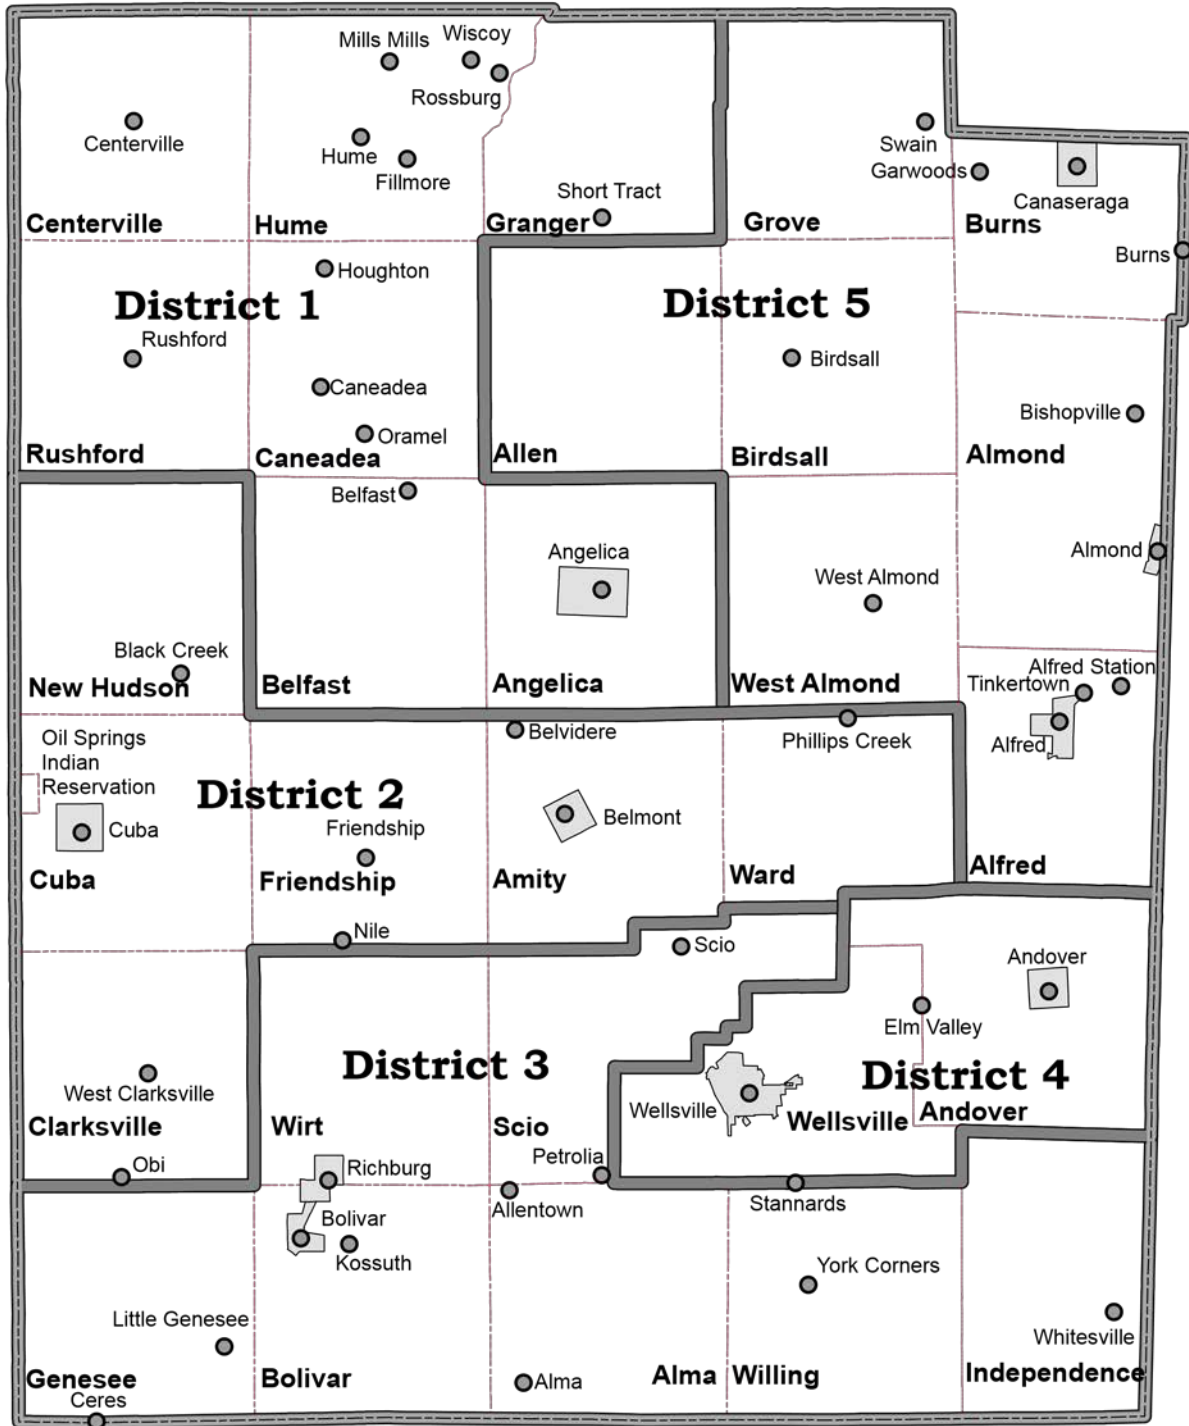 Mills Mills
Wiscoy
Rossburg
Centerville
Hume
Fillmore
Swain
Garwoods
Canaseraga
Short Tract
Centerville
Hume
Granger
Grove
Burns
Burns
Houghton
District 1
District 5
Rushford
Birdsall
Caneadea
Oramel
Bishopville
Rushford
Caneadea
Allen
Birdsall
Almond
Belfast
Angelica
Almond
West Almond
Black Creek
New Hudson
Belfast
Angelica
West Almond
Alfred Station
Tinkertown
Alfred
Oil Springs
Indian
Reservation
Belvidere
Phillips Creek
District 2
Cuba
Friendship
Belmont
Cuba
Friendship
Amity
Ward
Alfred
Nile
Scio
Andover
Elm Valley
District 3
District 4
West Clarksville
Wellsville
Clarksville
Wirt
Scio
Wellsville
Andover
Obi
Richburg
Petrolia
Allentown
Stannards
Bolivar
Kossuth
York Corners
Little Genesee
Whitesville
Genesee
Bolivar
Alma
Alma
Willing
Independence
Ceres